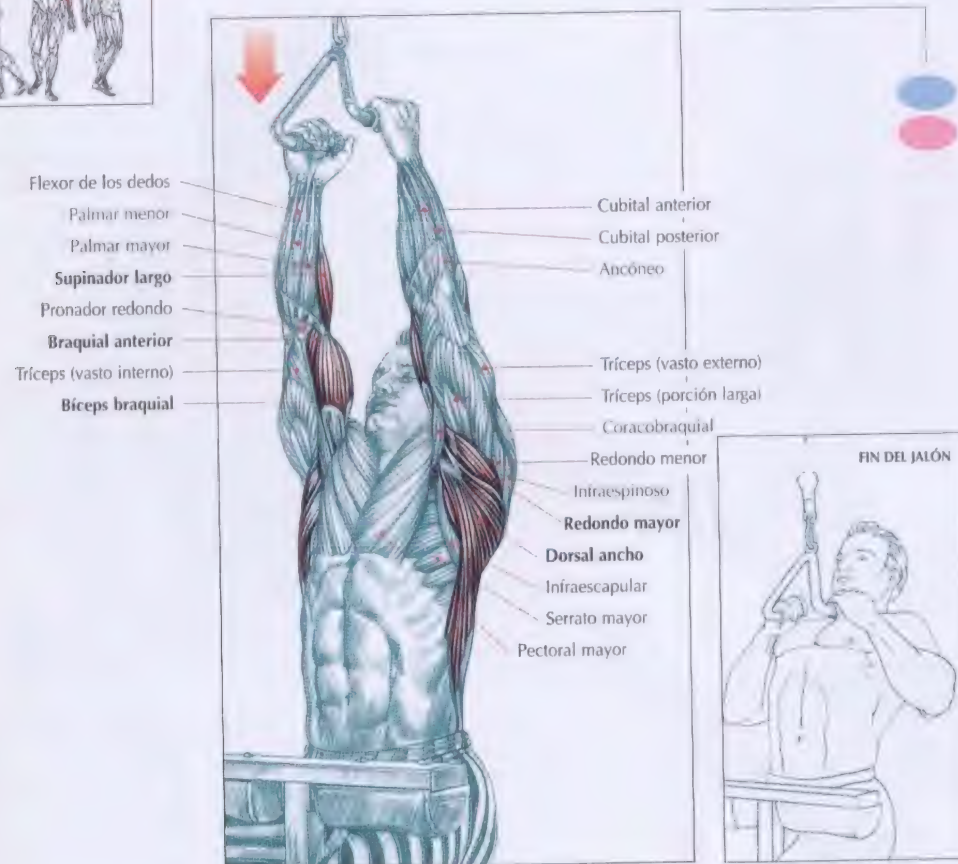 Flexor de los dedos
Palmar menor
Palmar mayor
Supinador largo
Pronador redondo
Braquial anterior
Tríceps (vasto interno)
Bíceps braquial
Cubital anterior
Cubital posterior
Ancóneo
Tríceps (vasto externo)
Tríceps (porción larga)
Coracobraquial
Redondo menor
Infraespinoso
Redondo mayor
Dorsal ancho
Infraescapular
Serrato mayor
Pectoral mayor
FIN DEL JALÓN